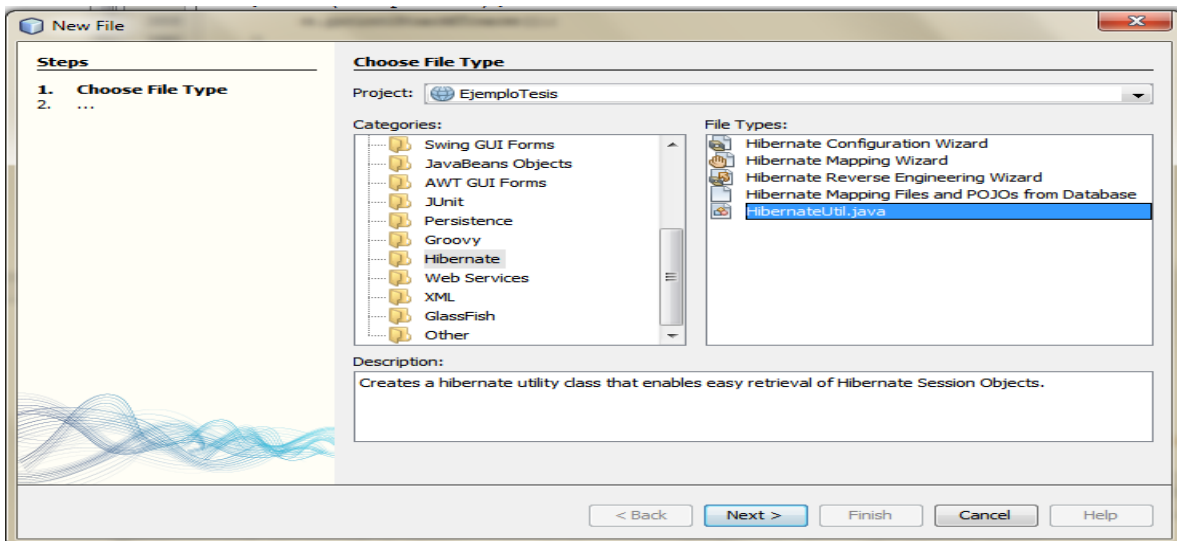 New File
Steps
1. Choose File Type
2. ...
Choose File Type
Project: EjemploTesis
Categories:
Swing GUI Forms
JavaBeans Objects
AWT GUI Forms
JUnit
Persistence
Groovy
Hibernate
Web Services
XML
GlassFish
Other
File Types:
Hibernate Configuration Wizard
Hibernate Mapping Wizard
Hibernate Reverse Engineering Wizard
Hibernate Mapping Files and POJOs from Database
HibernateUtil.java
Description:
Creates a hibernate utility class that enables easy retrieval of Hibernate Session Objects.
< Back Next > Finish Cancel Help